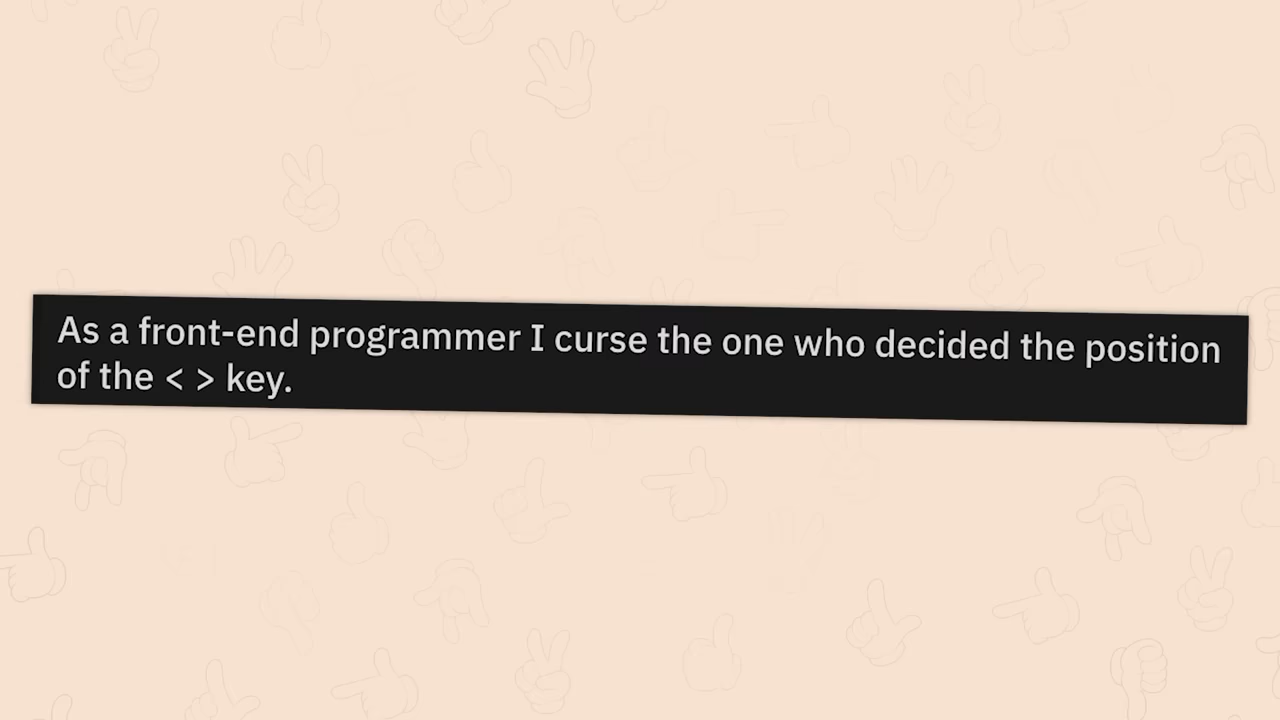 As a front-end programmer I curse the one who decided the position
of the < > key.